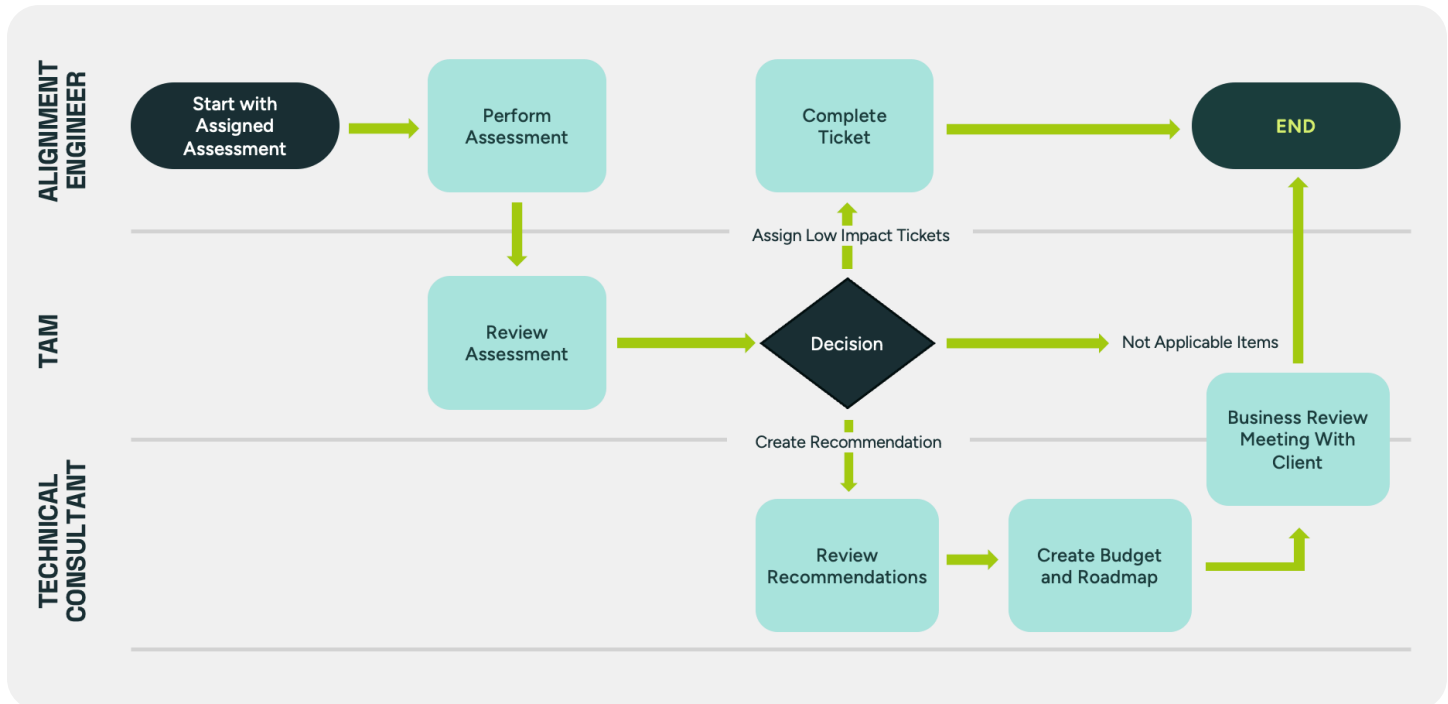 ALIGNMENT
ENGINEER
Start with
Assigned
Assessment
Perform
Assessment
Complete
Ticket
END
Assign Low Impact Tickets
TAM
Review
Assessment
Decision
Not Applicable Items
Business Review
Meeting With
Client
Create Recommendation
TECHNICAL
CONSULTANT
Review
Recommendations
Create Budget
and Roadmap